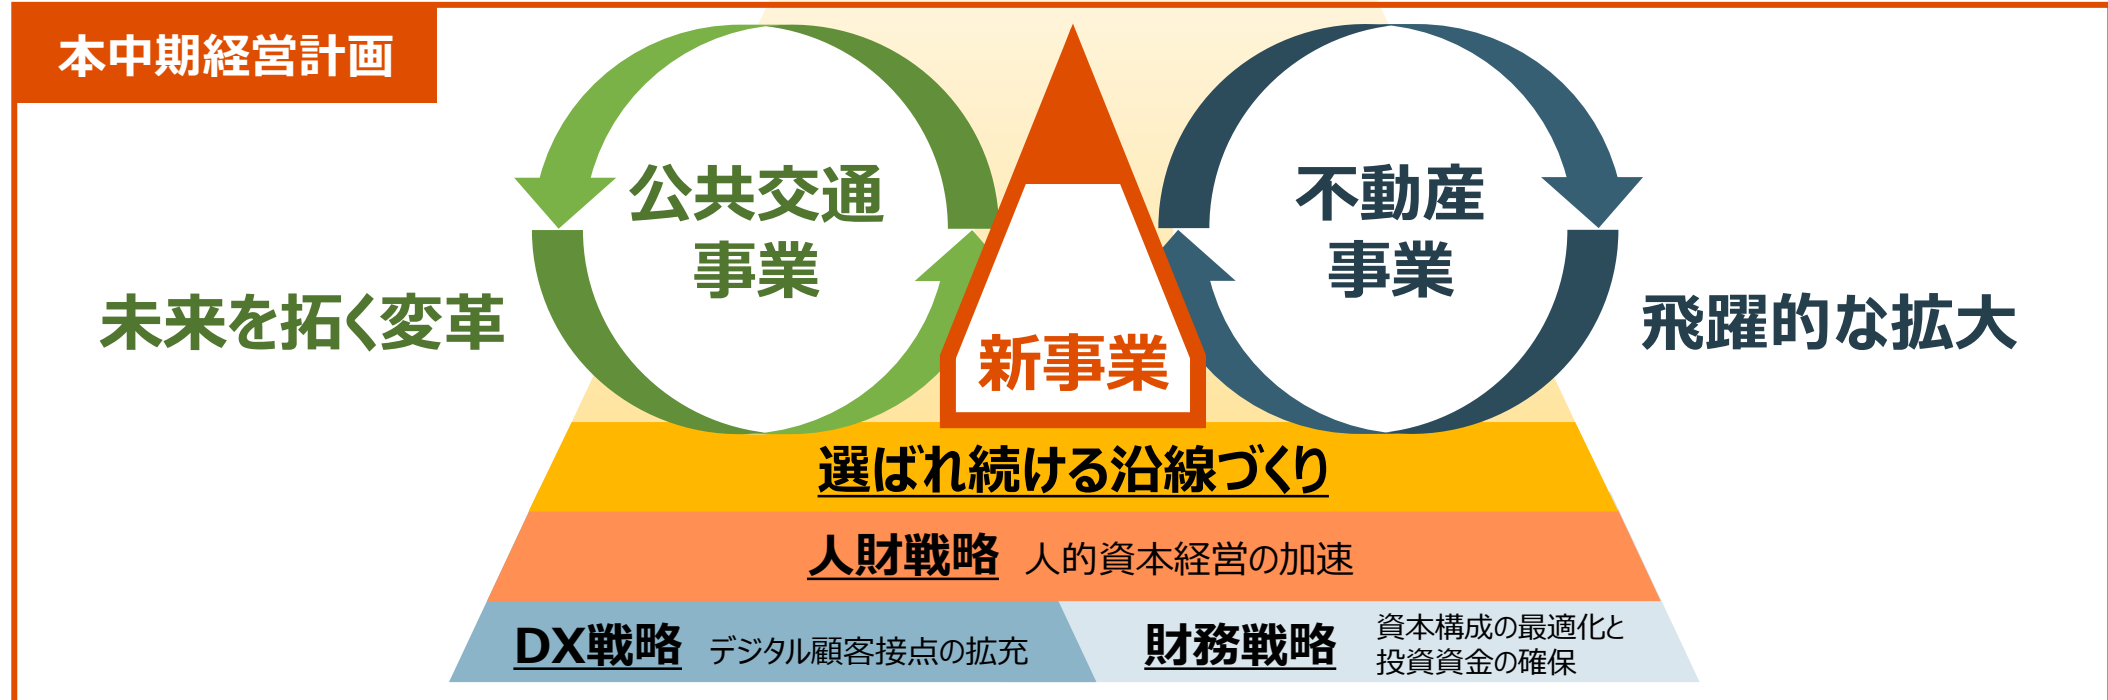 本中期経営計画
公共交通
事業
不動産
事業
未来を拓く変革
新事業
飛躍的な拡大
選ばれ続ける沿線づくり
人財戦略 人的資本経営の加速
DX戦略 デジタル顧客接点の拡充
財務戦略 資本構成の最適化と
投資資金の確保